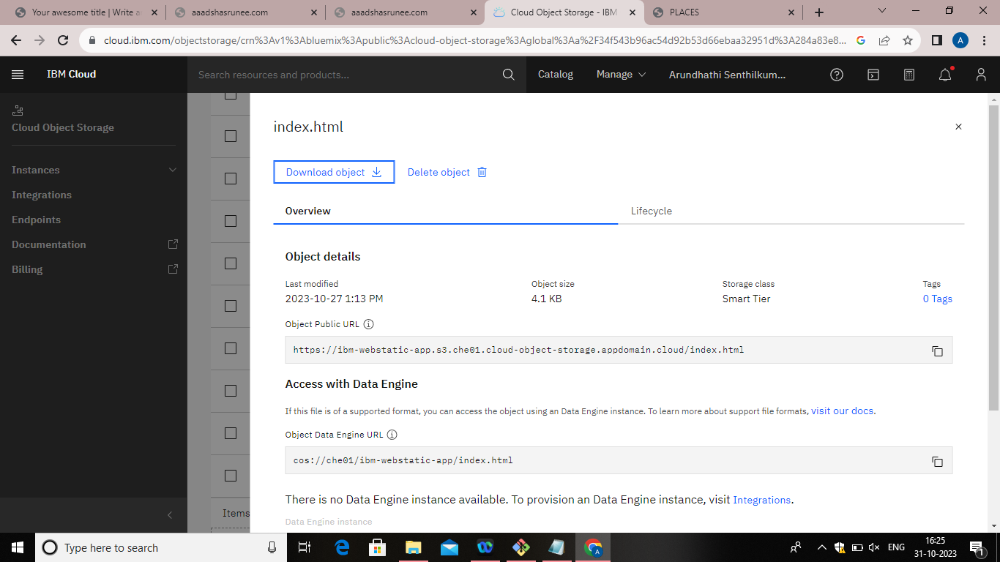 Your awesome title | Write a
aaadshasrunee.com
aaadshasrunee.com
Cloud Object Storage - IBM
PLACES
cloud.ibm.com/objectstorage/crn%3Av1%3Abluemix%3Apublic%3Acloud-object-storage%3Aglobal%3Aa%2F34f543b96ac54d92b53d66ebaa32951d%3A284a83e8...
A
IBM Cloud
Search resources and products...
Catalog
Manage
Arundhathi Senthilkum...
Cloud Object Storage
Instances
Integrations
Endpoints
Documentation
Billing
Items
index.html
Download object
Delete object
Overview
Lifecycle
Object details
Last modified
Object size
Storage class
Tags
2023-10-27 1:13 PM
4.1 KB
Smart Tier
0 Tags
Object Public URL
https://ibm-webstatic-app.s3.che01.cloud-object-storage.appdomain.cloud/index.html
Access with Data Engine
If this file is of a supported format, you can access the object using an Data Engine instance. To learn more about support file formats, visit our docs.
Object Data Engine URL
cos://che01/ibm-webstatic-app/index.html
There is no Data Engine instance available. To provision an Data Engine instance, visit Integrations.
Data Engine instance
Type here to search
A
ENG
16:25
31-10-2023
1